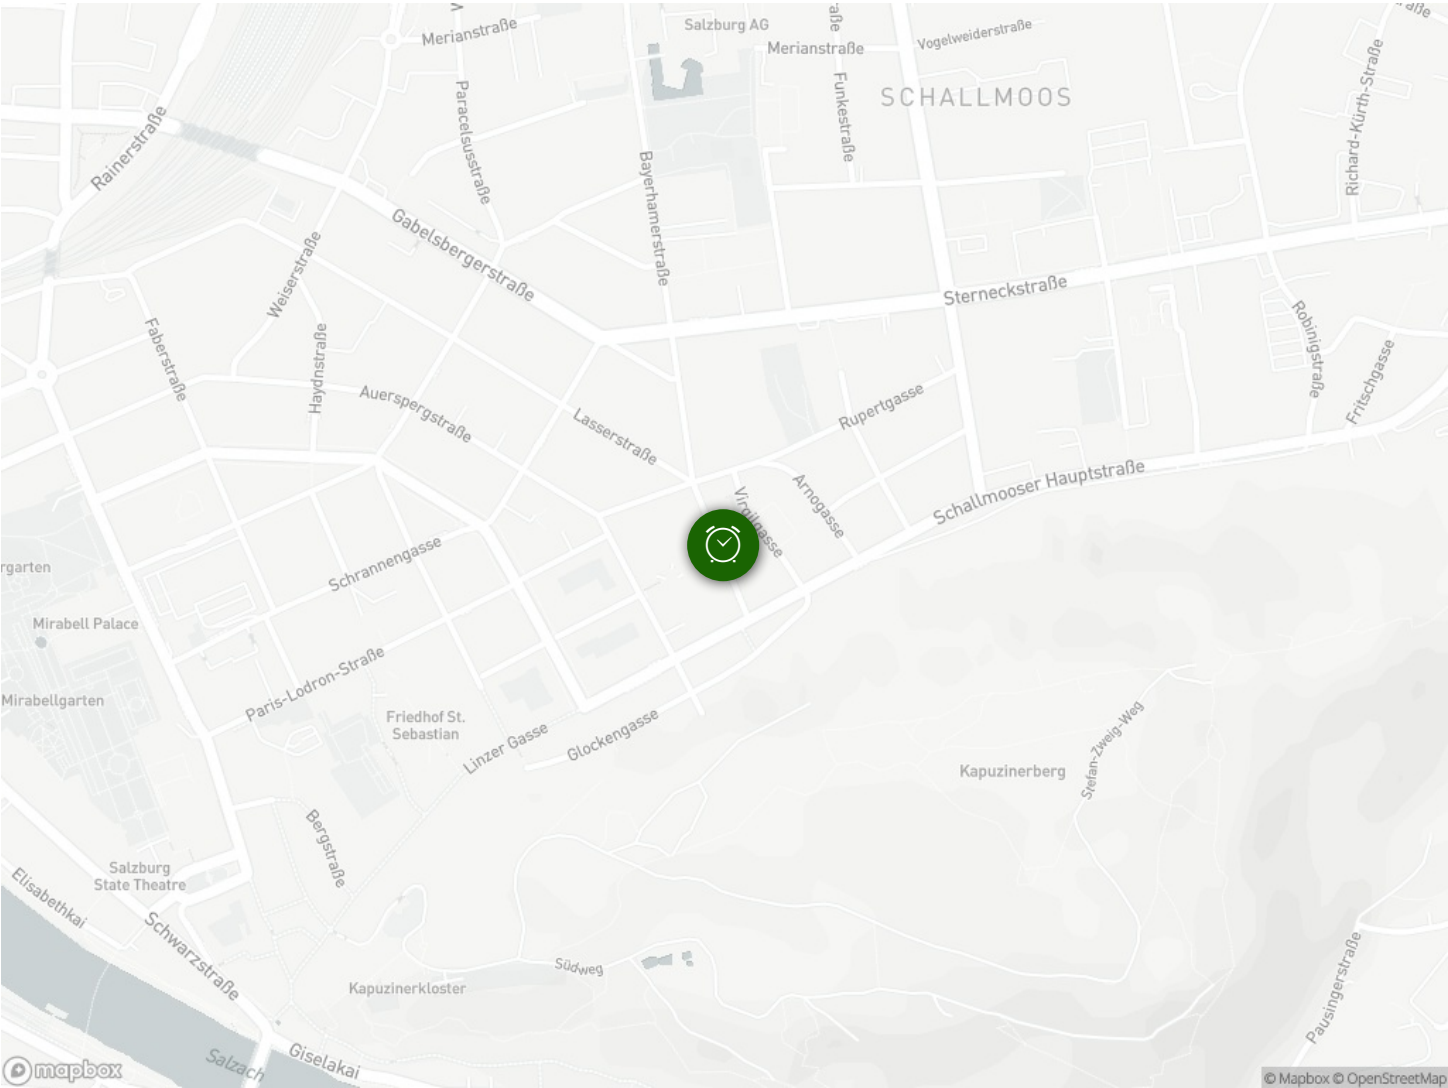 Merianstraße
Salzburg AG
Merianstraße
Vogelweiderstraße
SCHALLMOOS
Rainerstraße
Paracelsusstraße
Funkestraße
Richard-Kürth-Straße
Bayerhamerstraße
Gabelsbergerstraße
Weiserstraße
Sterneckstraße
Faberstraße
Haydnstraße
Robinigstraße
Fritschgasse
Auerspergstraße
Lasserstraße
Rupertgasse
Schallmooser Hauptstraße
Arnogasse
Virgilgasse
Schrannengasse
rgarten
Mirabell Palace
Mirabellgarten
Paris-Lodron-Straße
Friedhof St.
Sebastian
Linzer Gasse
Glockengasse
Kapuzinerberg
Stefan-Zweig-Weg
Bergstraße
Salzburg
State Theatre
Elisabethkai
Schwarzstraße
Südweg
Kapuzinerkloster
Pausingerstraße
Salzach
Giselakai
mapbox
© Mapbox © OpenStreetMap